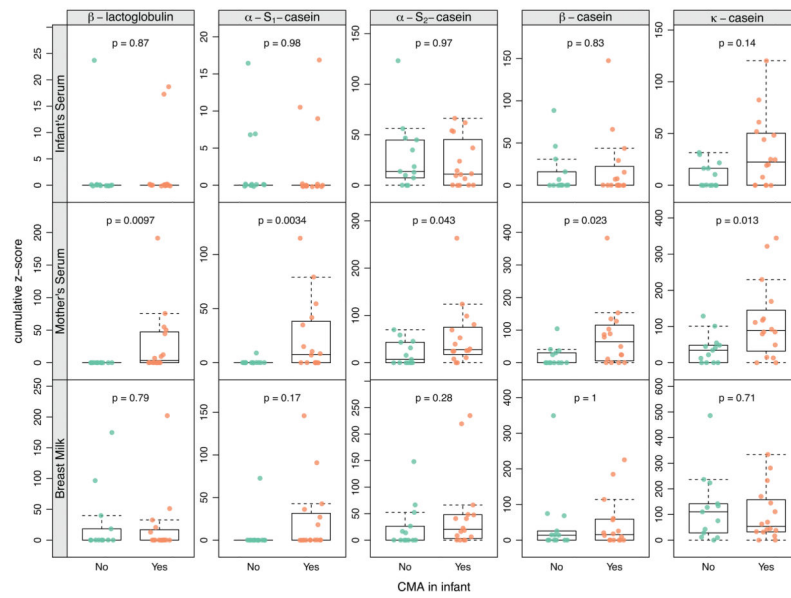 β − lactoglobulin
α − S₁−casein
α − S₂−casein
β − casein
κ − casein
cumulative z−score
Infant's Serum
p = 0.87
p = 0.98
p = 0.97
p = 0.83
p = 0.14
0 5 10 15 20 25
0 5 10 15 20
0 50 100 150
0 50 100 150
0 50 100 150
Mother's Serum
p = 0.0097
p = 0.0034
p = 0.043
p = 0.023
p = 0.013
0 50 100 150 200
0 50 100
0 100 200 300
0 100 200 300 400
0 100 200 300 400
Breast Milk
p = 0.79
p = 0.17
p = 0.28
p = 1
p = 0.71
0 50 100 150 200 250
0 50 100 150
0 50 100 150 200 250
0 100 200 300 400
0 100 200 300 400 500 600
No Yes
No Yes
No Yes
No Yes
No Yes
CMA in infant